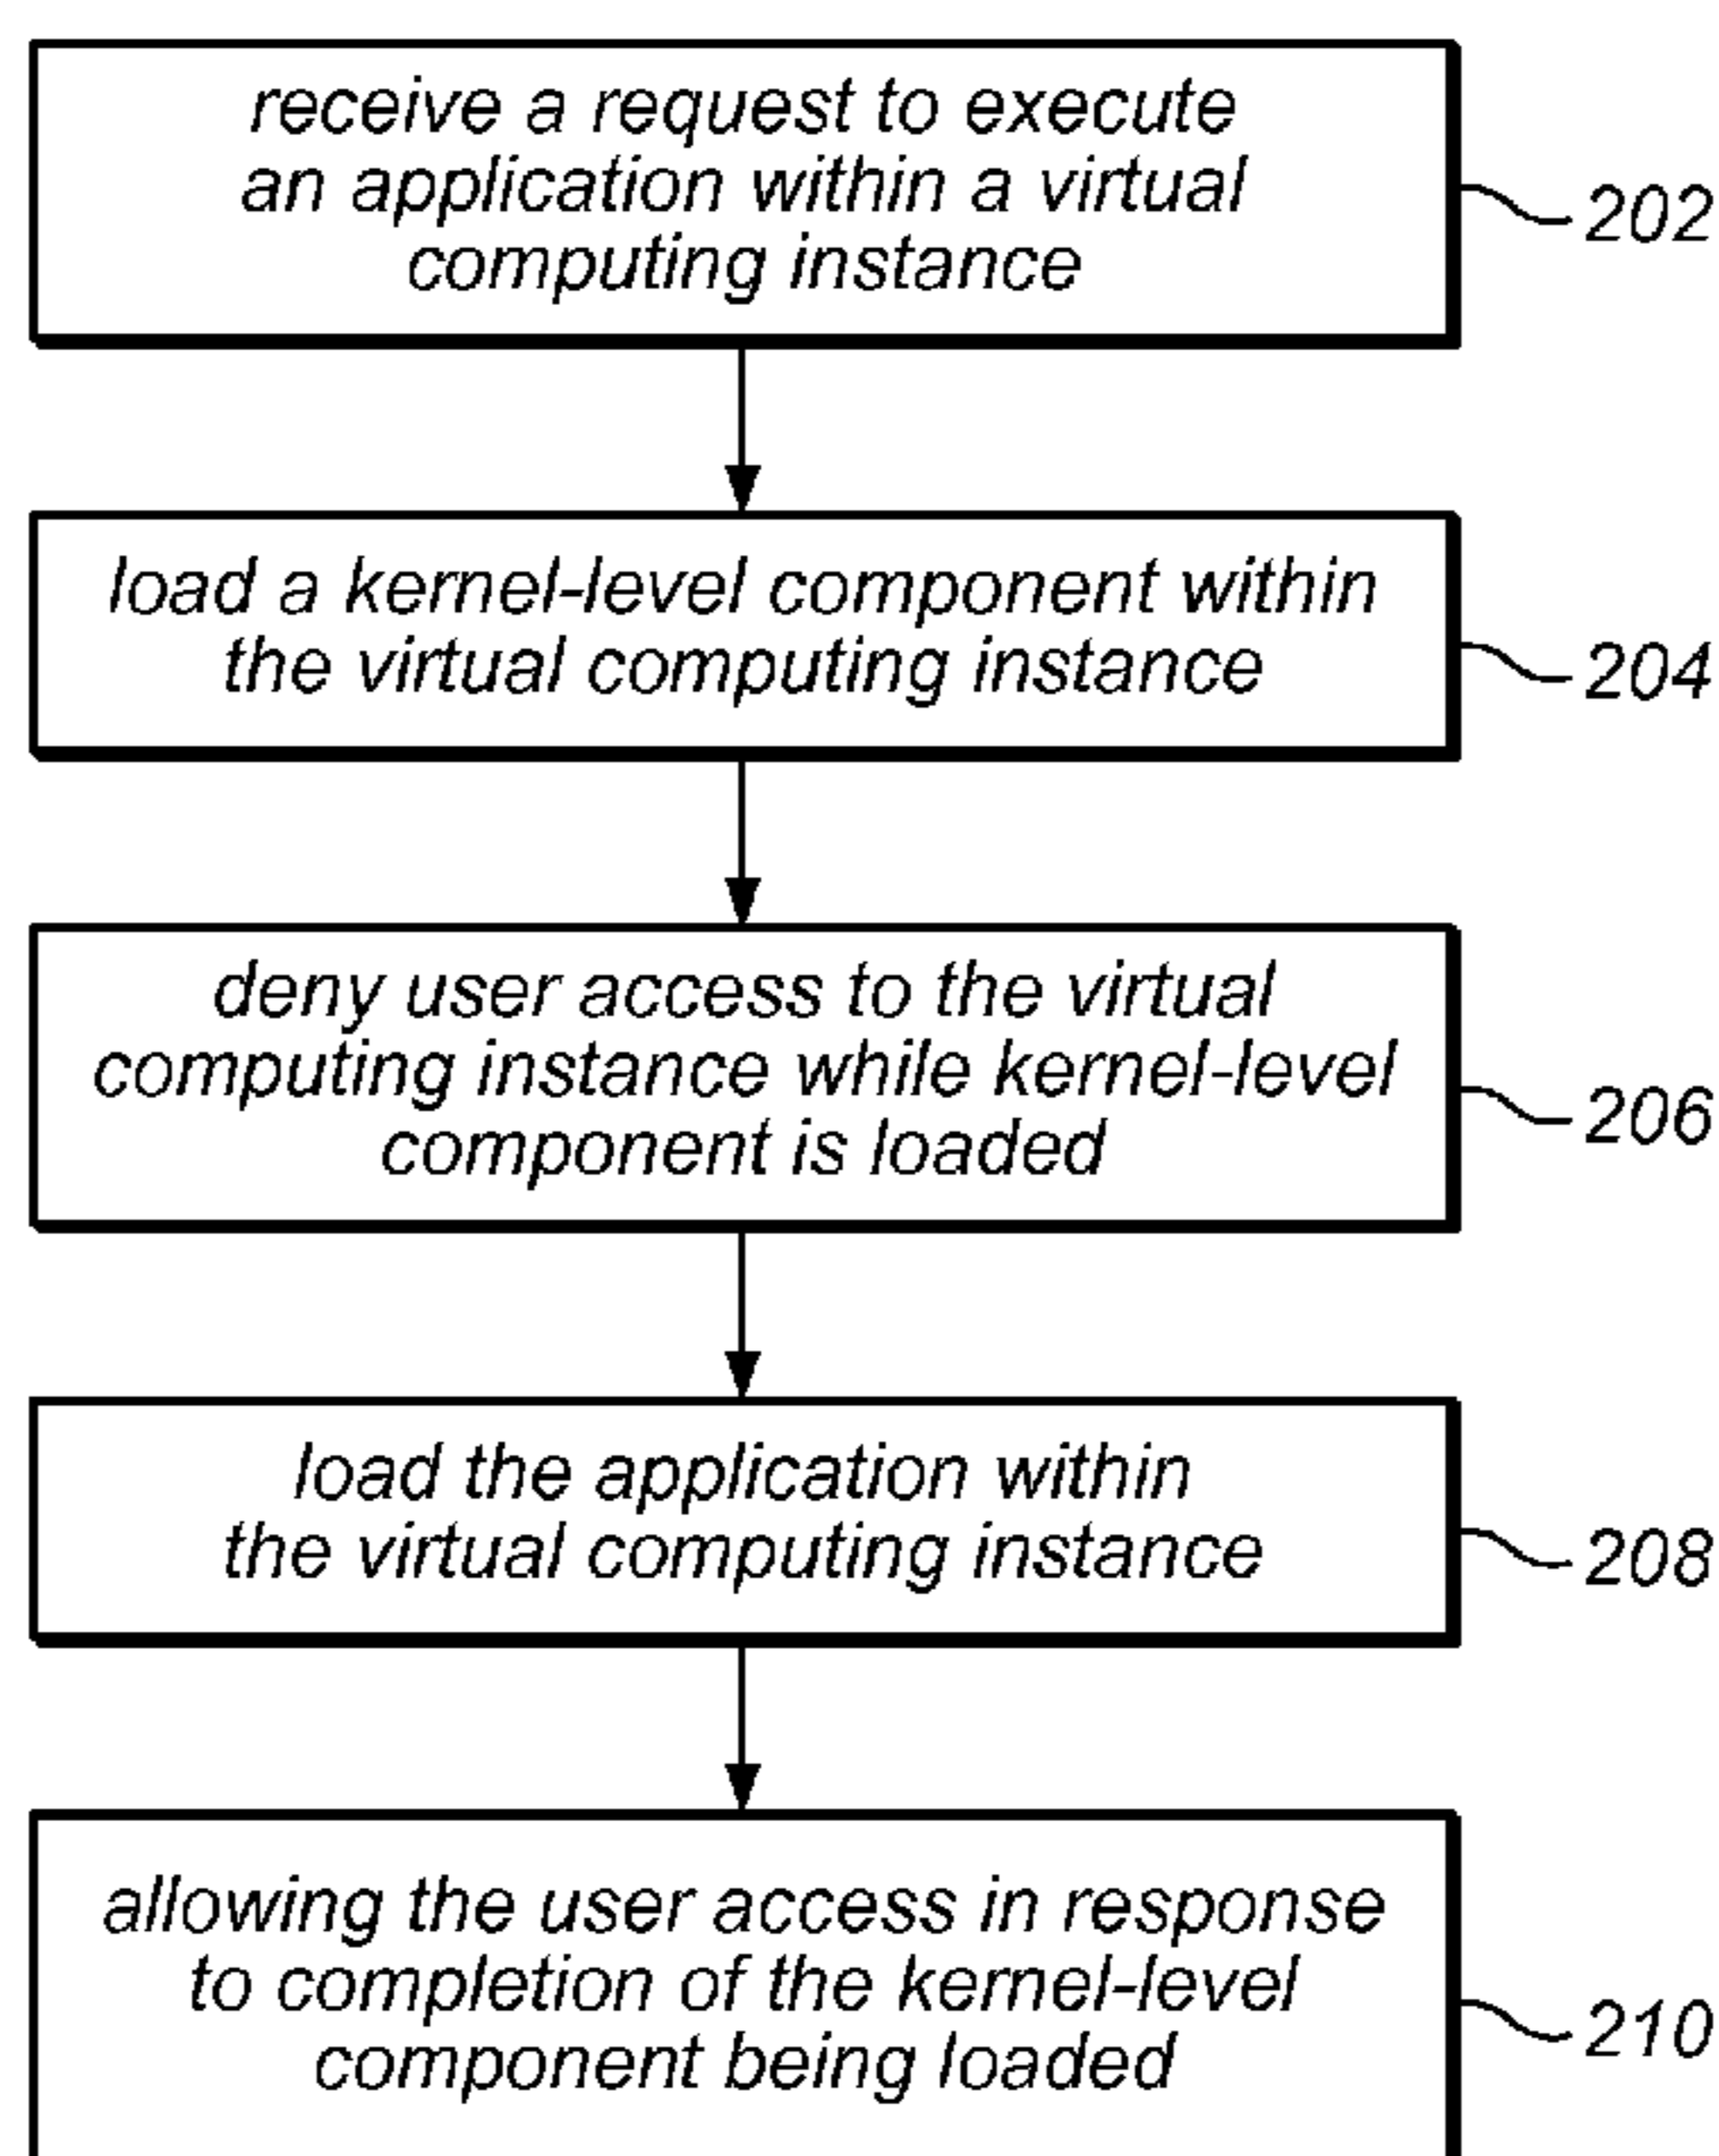 receive a request to execute
an application within a virtual
computing instance
202
load a kernel-level component within
the virtual computing instance
204
deny user access to the virtual
computing instance while kernel-level
component is loaded
206
load the application within
the virtual computing instance
208
allowing the user access in response
to completion of the kernel-level
component being loaded
210